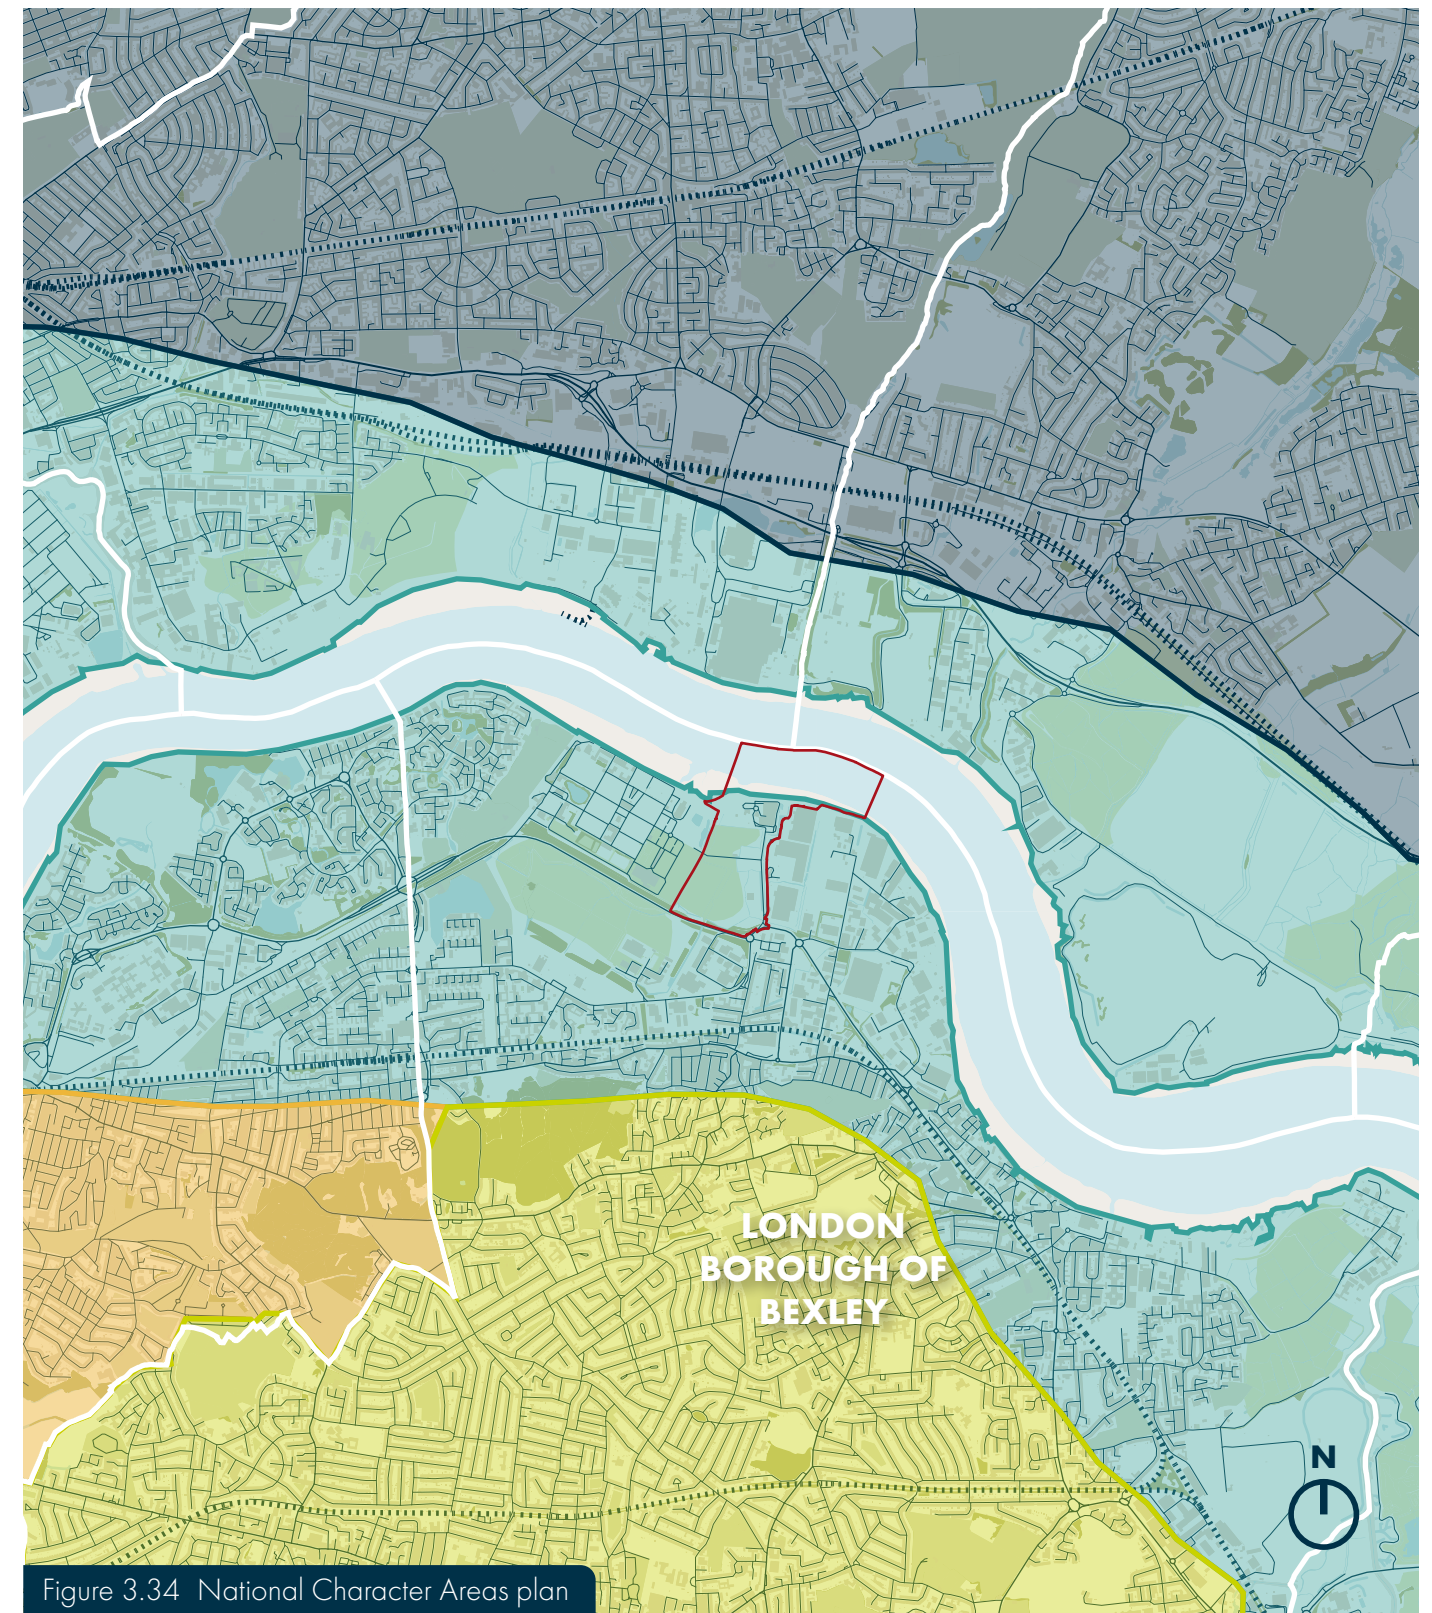 LONDON
BOROUGH OF
BEXLEY
N
Figure 3.34 National Character Areas plan